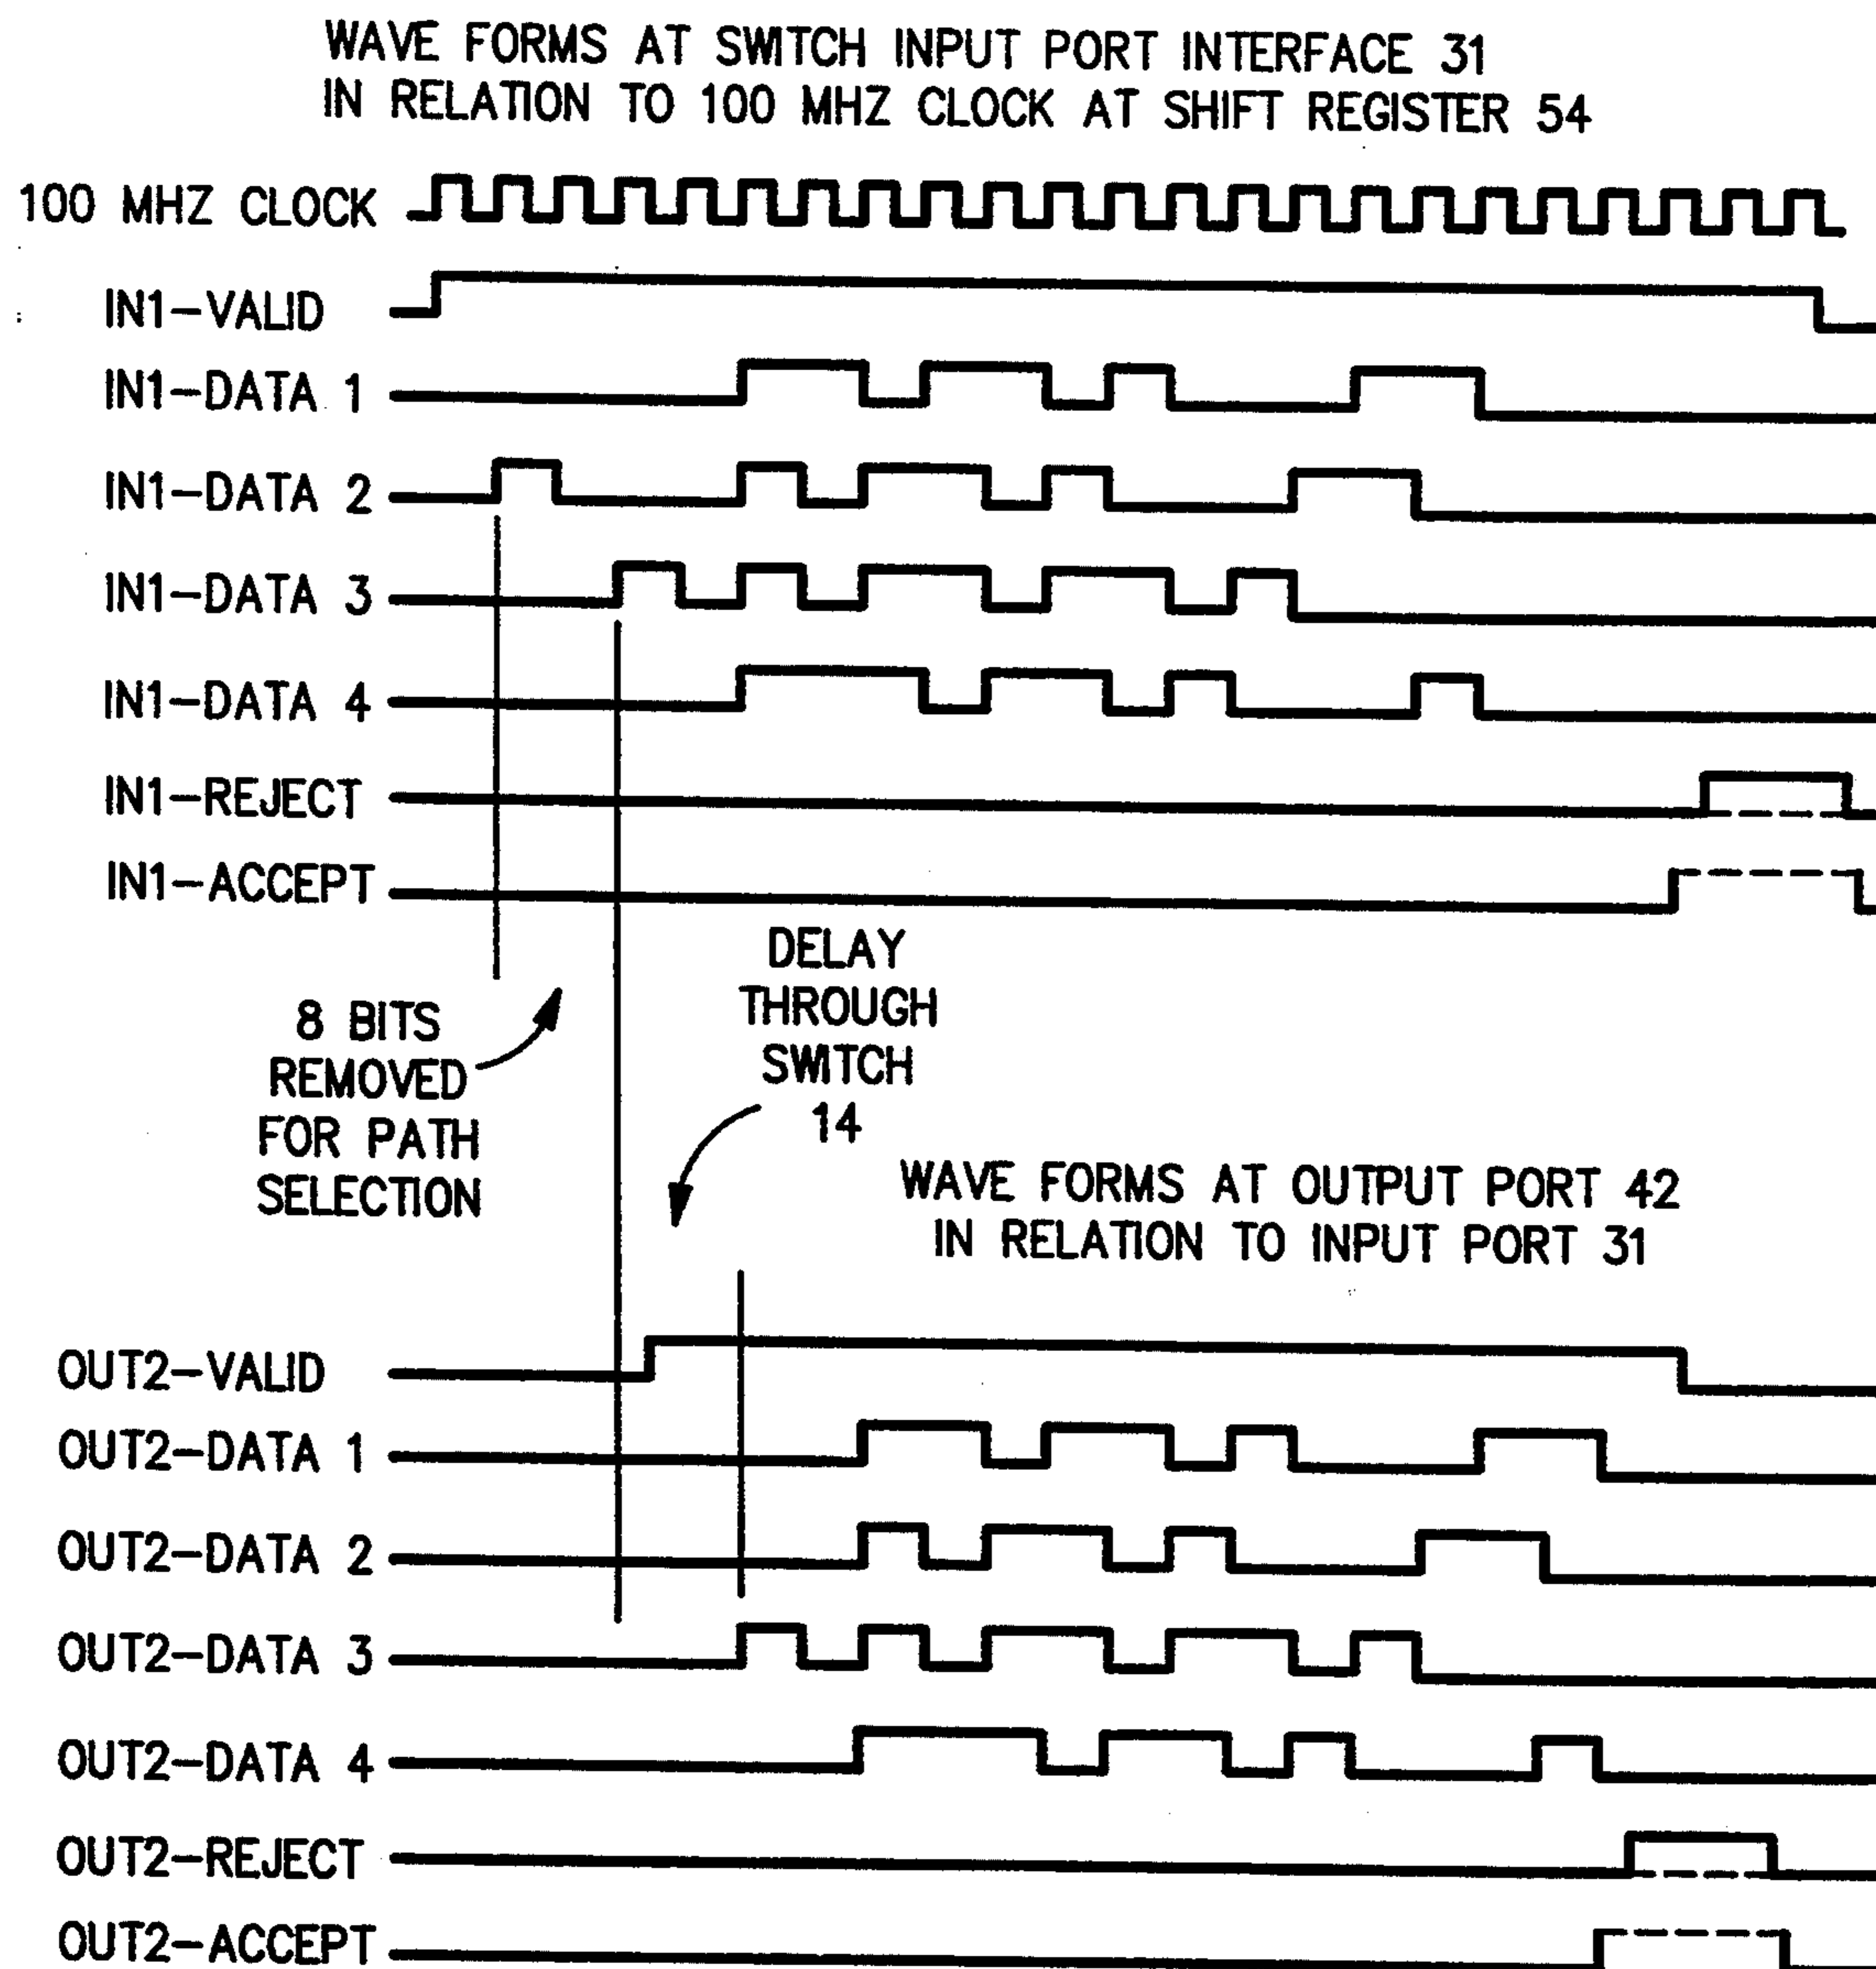 WAVE FORMS AT SWITCH INPUT PORT INTERFACE 31
IN RELATION TO 100 MHZ CLOCK AT SHIFT REGISTER 54
100 MHZ CLOCK
IN1-VALID
IN1-DATA 1
IN1-DATA 2
IN1-DATA 3
IN1-DATA 4
IN1-REJECT
IN1-ACCEPT
8 BITS
REMOVED
FOR PATH
SELECTION
DELAY
THROUGH
SWITCH
14
WAVE FORMS AT OUTPUT PORT 42
IN RELATION TO INPUT PORT 31
OUT2-VALID
OUT2-DATA 1
OUT2-DATA 2
OUT2-DATA 3
OUT2-DATA 4
OUT2-REJECT
OUT2-ACCEPT